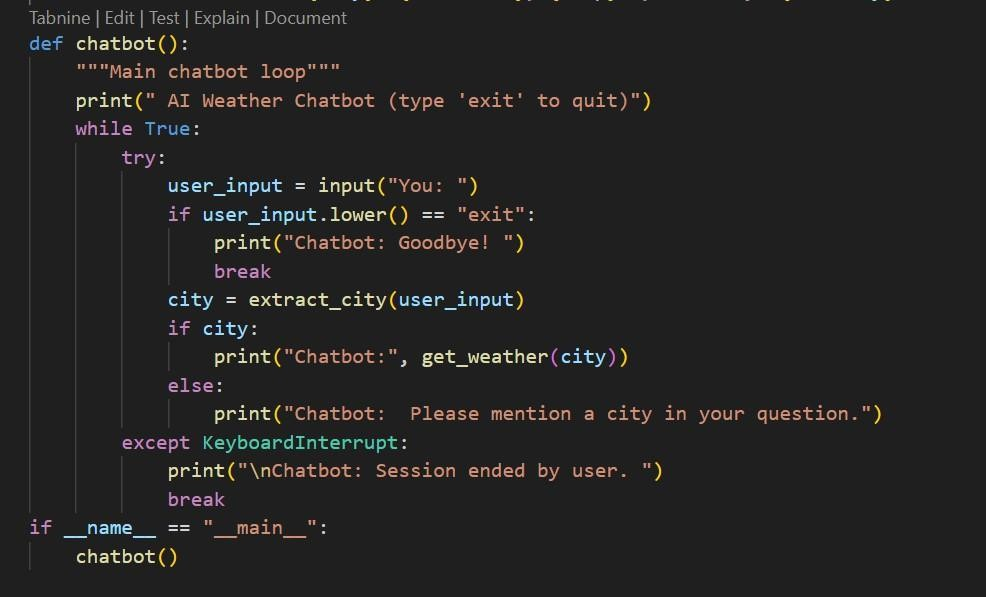 Tabnine | Edit | Test | Explain | Document
def chatbot():
    """Main chatbot loop"""
    print(" AI Weather Chatbot (type 'exit' to quit)")
    while True:
        try:
            user_input = input("You: ")
            if user_input.lower() == "exit":
                print("Chatbot: Goodbye! ")
                break
            city = extract_city(user_input)
            if city:
                print("Chatbot:", get_weather(city))
            else:
                print("Chatbot:  Please mention a city in your question.")
        except KeyboardInterrupt:
            print("\nChatbot: Session ended by user. ")
            break
if __name__ == "__main__":
    chatbot()